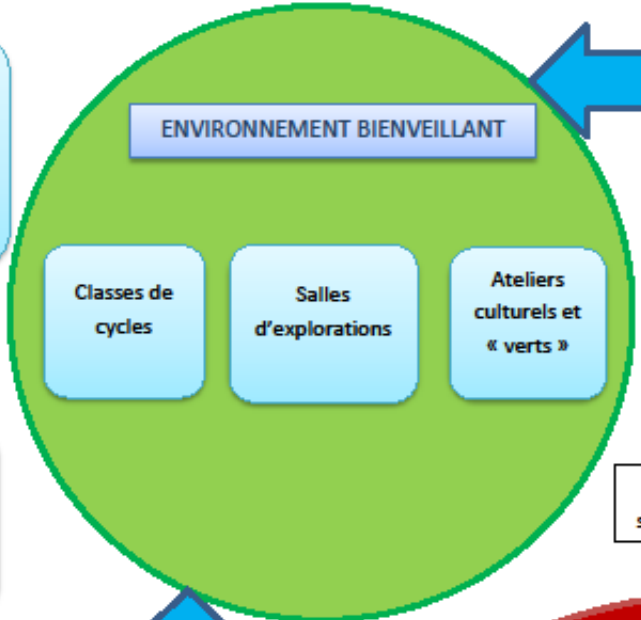 ENVIRONNEMENT BIENVEILLANT
Classes de
cycles
Salles
d'explorations
Ateliers
culturels et
« verts »